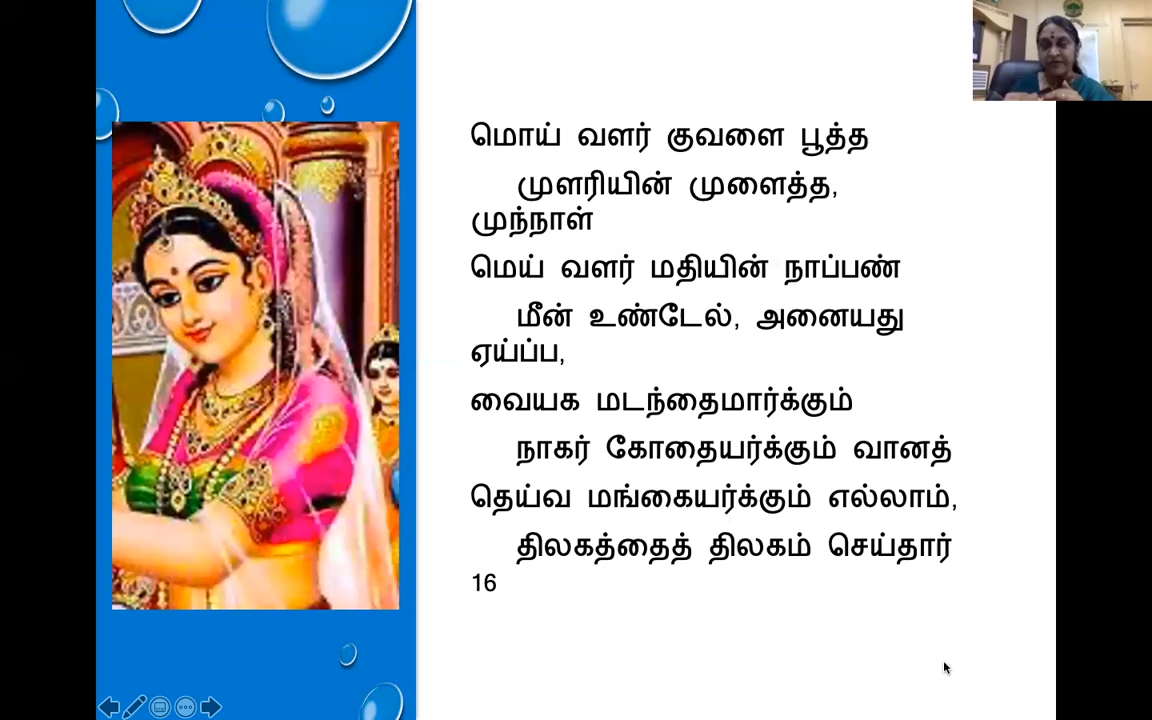 மொய் வளர் குவளை பூத்த
முளரியின் முளைத்த,
முந்நாள்
மெய் வளர் மதியின் நாப்பண்
மீன் உண்டேல், அனையது
ஏய்ப்ப,
வையக மடந்தைமார்க்கும்
நாகர் கோதையர்க்கும் வானத்
தெய்வ மங்கையர்க்கும் எல்லாம்,
திலகத்தைத் திலகம் செய்தார்
16